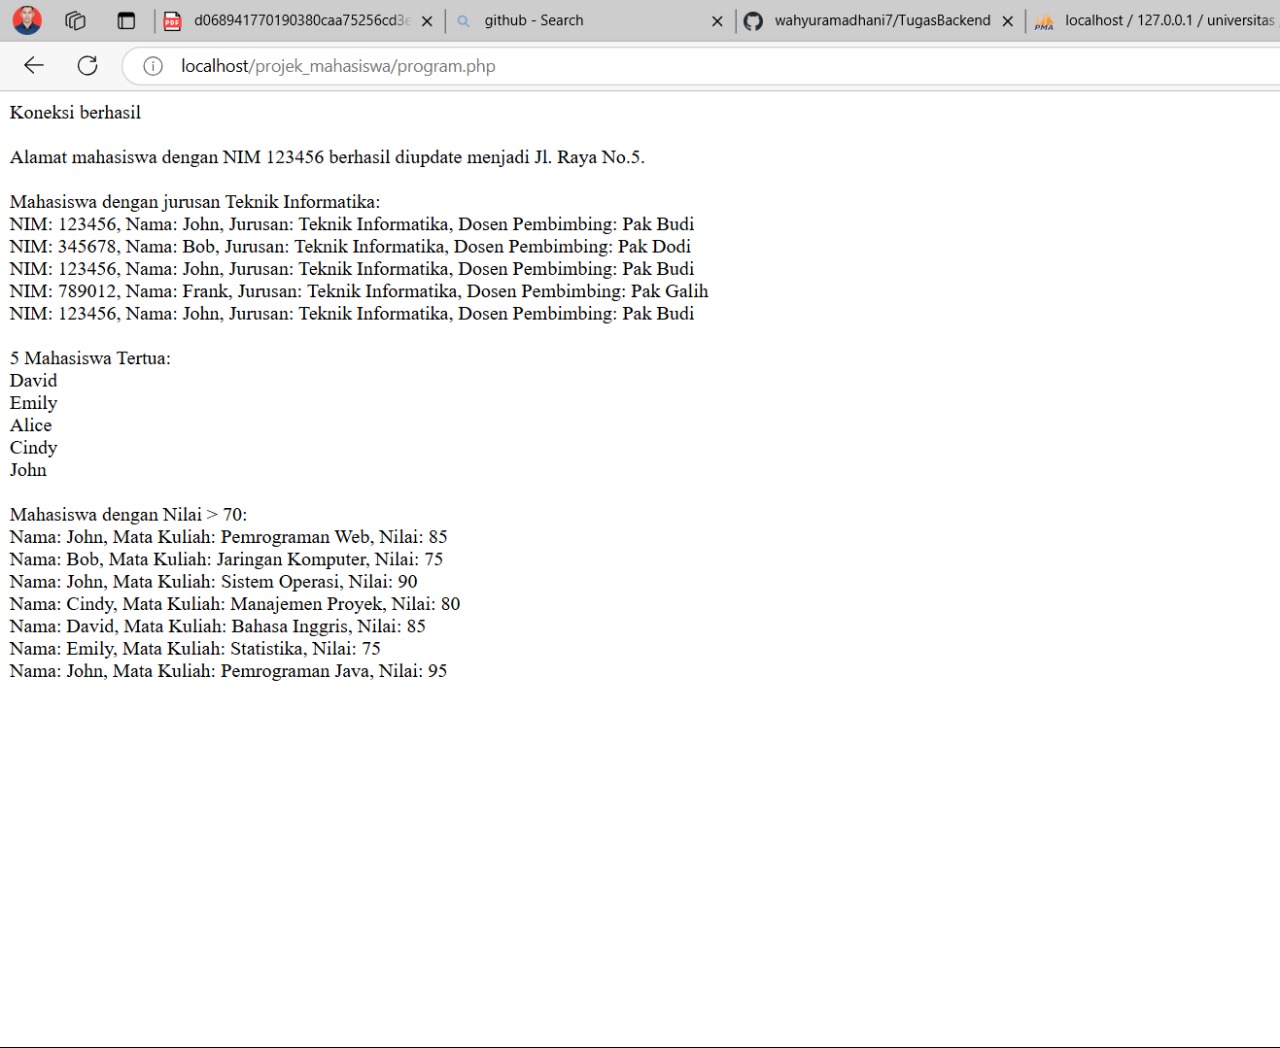 d068941770190380caa75256cd3e
github - Search
wahyuramadhani7/TugasBackend
PMA
localhost / 127.0.0.1 / universitas
PDF
localhost/projek_mahasiswa/program.php
Koneksi berhasil
Alamat mahasiswa dengan NIM 123456 berhasil diupdate menjadi Jl. Raya No.5.
Mahasiswa dengan jurusan Teknik Informatika:
NIM: 123456, Nama: John, Jurusan: Teknik Informatika, Dosen Pembimbing: Pak Budi
NIM: 345678, Nama: Bob, Jurusan: Teknik Informatika, Dosen Pembimbing: Pak Dodi
NIM: 123456, Nama: John, Jurusan: Teknik Informatika, Dosen Pembimbing: Pak Budi
NIM: 789012, Nama: Frank, Jurusan: Teknik Informatika, Dosen Pembimbing: Pak Galih
NIM: 123456, Nama: John, Jurusan: Teknik Informatika, Dosen Pembimbing: Pak Budi
5 Mahasiswa Tertua:
David
Emily
Alice
Cindy
John
Mahasiswa dengan Nilai > 70:
Nama: John, Mata Kuliah: Pemrograman Web, Nilai: 85
Nama: Bob, Mata Kuliah: Jaringan Komputer, Nilai: 75
Nama: John, Mata Kuliah: Sistem Operasi, Nilai: 90
Nama: Cindy, Mata Kuliah: Manajemen Proyek, Nilai: 80
Nama: David, Mata Kuliah: Bahasa Inggris, Nilai: 85
Nama: Emily, Mata Kuliah: Statistika, Nilai: 75
Nama: John, Mata Kuliah: Pemrograman Java, Nilai: 95